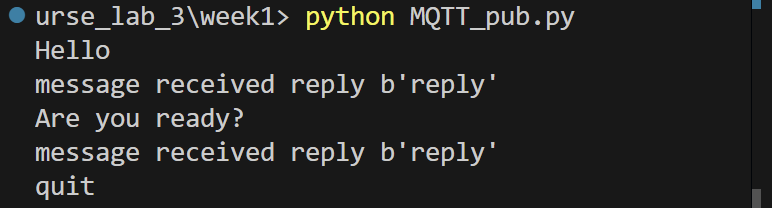 urse_lab_3\week1> python MQTT_pub.py
Hello
message received reply b'reply'
Are you ready?
message received reply b'reply'
quit